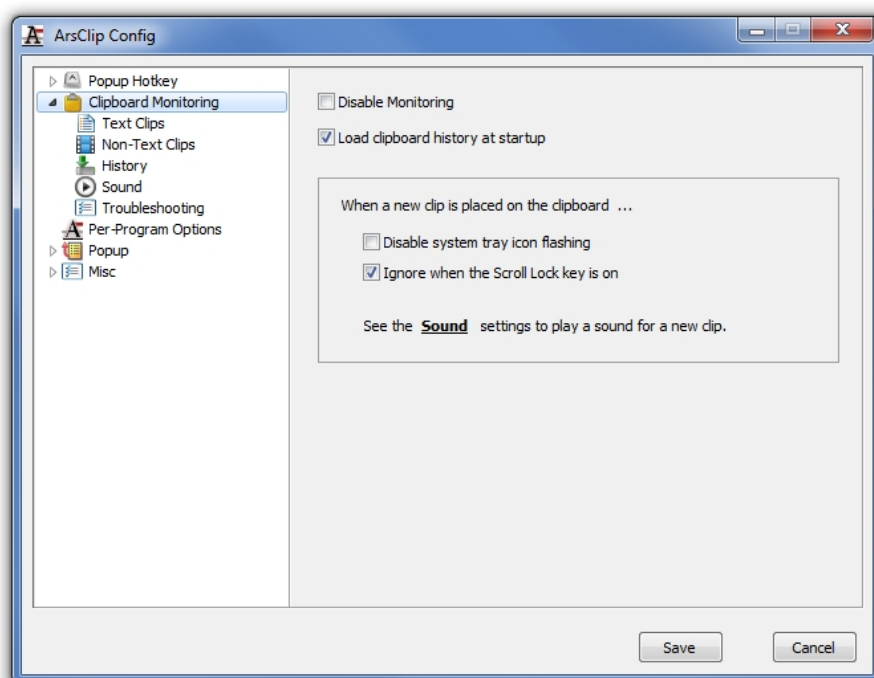 ArsClip Config
Popup Hotkey
Clipboard Monitoring
Text Clips
Non-Text Clips
History
Sound
Troubleshooting
Per-Program Options
Popup
Misc
Disable Monitoring
Load clipboard history at startup
When a new clip is placed on the clipboard ...
Disable system tray icon flashing
Ignore when the Scroll Lock key is on
See the Sound settings to play a sound for a new clip.
Save
Cancel